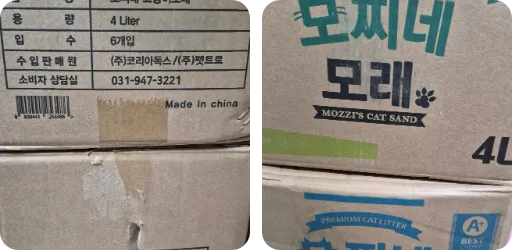 용 량 4 Liter
입 수 6개입
수입판매원 (주)코리아독스/(주)펫트로
소비자 상담실 031-947-3221
Made in china
모찌네
모래
MOZZI'S CAT SAND
4L
PREMIUM CAT LITTER
A+
BEST